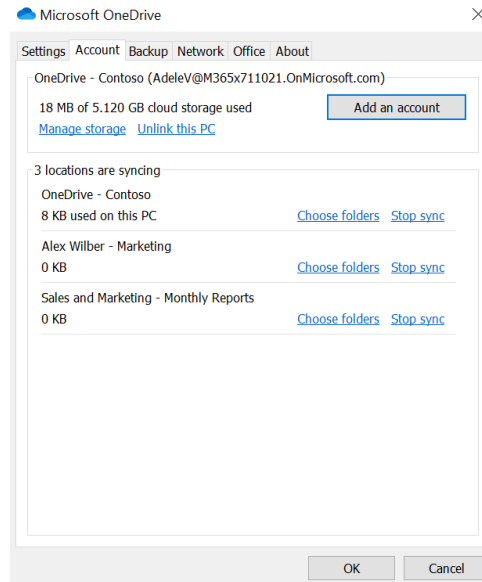 Microsoft OneDrive
Settings Account Backup Network Office About
OneDrive - Contoso (AdeleV@M365x711021.OnMicrosoft.com)
18 MB of 5.120 GB cloud storage used Add an account
Manage storage Unlink this PC
3 locations are syncing
OneDrive - Contoso
8 KB used on this PC Choose folders Stop sync
Alex Wilber - Marketing
0 KB Choose folders Stop sync
Sales and Marketing - Monthly Reports
0 KB Choose folders Stop sync
OK Cancel